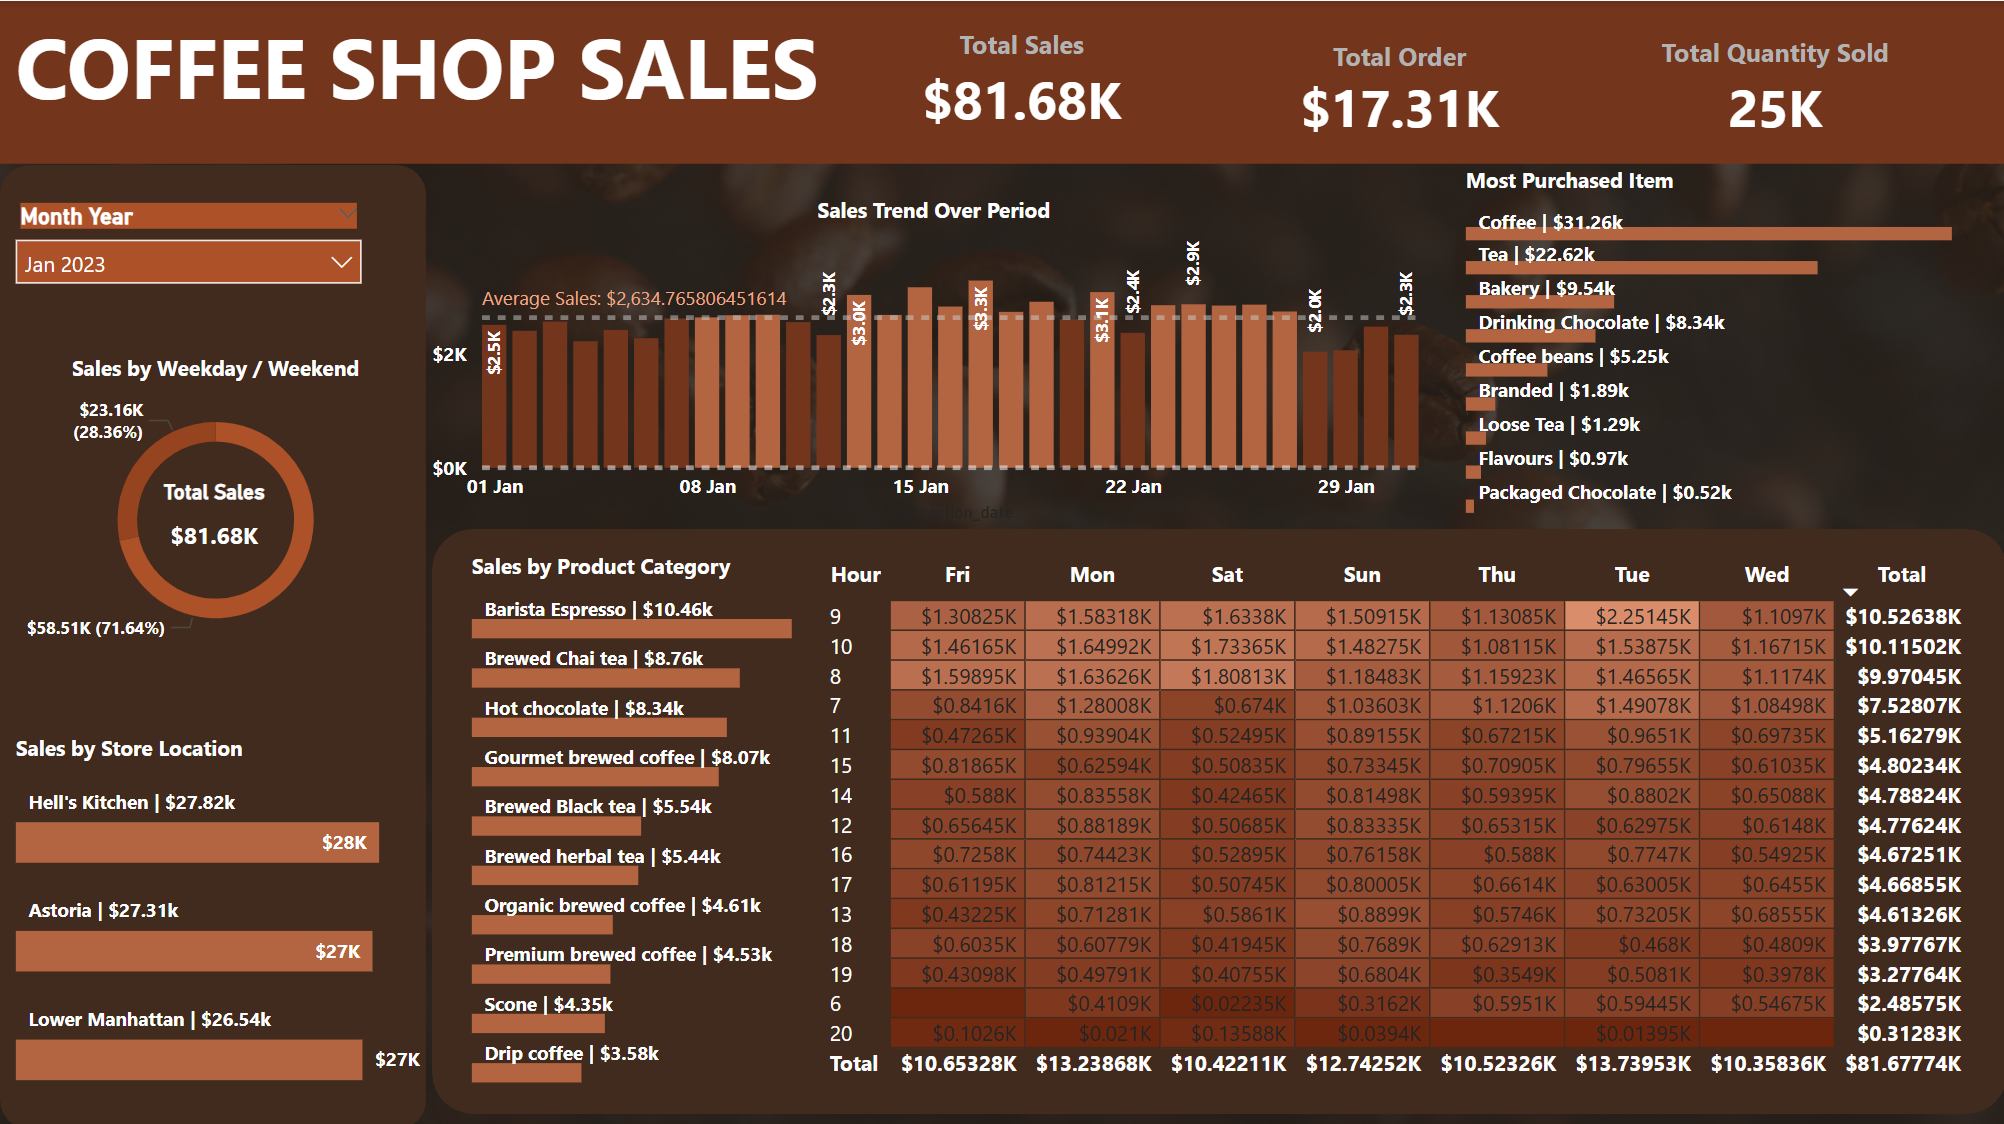 COFFEE SHOP SALES
Total Sales
$81.68K
Total Order
$17.31K
Total Quantity Sold
25K
Month Year
Jan 2023
Sales by Weekday / Weekend
$23.16K
(28.36%)
Total Sales
$81.68K
$58.51K (71.64%)
Sales by Store Location
Hell's Kitchen | $27.82k
$28K
Astoria | $27.31k
$27K
Lower Manhattan | $26.54k
$27K
Sales Trend Over Period
Average Sales: $2,634.765806451614
$2K
$0K
$2.5K
$2.3K
$3.0K
$3.3K
$3.1K
$2.4K
$2.9K
$2.0K
$2.3K
01 Jan 08 Jan 15 Jan 22 Jan 29 Jan
Most Purchased Item
Coffee | $31.26k
Tea | $22.62k
Bakery | $9.54k
Drinking Chocolate | $8.34k
Coffee beans | $5.25k
Branded | $1.89k
Loose Tea | $1.29k
Flavours | $0.97k
Packaged Chocolate | $0.52k
Sales by Product Category
Barista Espresso | $10.46k
Brewed Chai tea | $8.76k
Hot chocolate | $8.34k
Gourmet brewed coffee | $8.07k
Brewed Black tea | $5.54k
Brewed herbal tea | $5.44k
Organic brewed coffee | $4.61k
Premium brewed coffee | $4.53k
Scone | $4.35k
Drip coffee | $3.58k
Hour Fri Mon Sat Sun Thu Tue Wed Total
9 $1.30825K $1.58318K $1.6338K $1.50915K $1.13085K $2.25145K $1.1097K $10.52638K
10 $1.46165K $1.64992K $1.73365K $1.48275K $1.08115K $1.53875K $1.16715K $10.11502K
8 $1.59895K $1.63626K $1.80813K $1.18483K $1.15923K $1.46565K $1.1174K $9.97045K
7 $0.8416K $1.28008K $0.674K $1.03603K $1.1206K $1.49078K $1.08498K $7.52807K
11 $0.47265K $0.93904K $0.52495K $0.89155K $0.67215K $0.9651K $0.69735K $5.16279K
15 $0.81865K $0.62594K $0.50835K $0.73345K $0.70905K $0.79655K $0.61035K $4.80234K
14 $0.588K $0.83558K $0.42465K $0.81498K $0.59395K $0.8802K $0.65088K $4.78824K
12 $0.65645K $0.88189K $0.50685K $0.83335K $0.65315K $0.62975K $0.6148K $4.77624K
16 $0.7258K $0.74423K $0.52895K $0.76158K $0.588K $0.7747K $0.54925K $4.67251K
17 $0.61195K $0.81215K $0.50745K $0.80005K $0.6614K $0.63005K $0.6455K $4.66855K
13 $0.43225K $0.71281K $0.5861K $0.8899K $0.5746K $0.73205K $0.68555K $4.61326K
18 $0.6035K $0.60779K $0.41945K $0.7689K $0.62913K $0.468K $0.4809K $3.97767K
19 $0.43098K $0.49791K $0.40755K $0.6804K $0.3549K $0.5081K $0.3978K $3.27764K
6 $0.4109K $0.02235K $0.3162K $0.5951K $0.59445K $0.54675K $2.48575K
20 $0.1026K $0.021K $0.13588K $0.0394K $0.01395K $0.31283K
Total $10.65328K $13.23868K $10.42211K $12.74252K $10.52326K $13.73953K $10.35836K $81.67774K